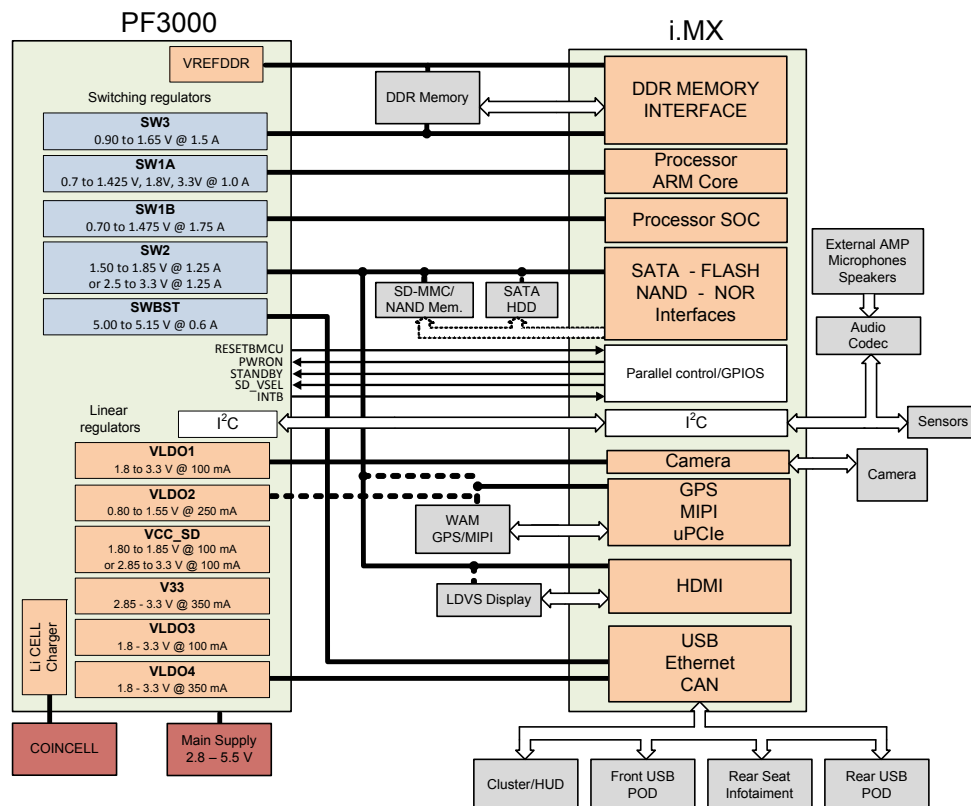 PF3000
i.MX
VREFDDR
Switching regulators
SW3
0.90 to 1.65 V @ 1.5 A
SW1A
0.7 to 1.425 V, 1.8V, 3.3V @ 1.0 A
SW1B
0.70 to 1.475 V @ 1.75 A
SW2
1.50 to 1.85 V @ 1.25 A
or 2.5 to 3.3 V @ 1.25 A
SWBST
5.00 to 5.15 V @ 0.6 A
RESETBMCU
PWRON
STANDBY
SD_VSEL
INTB
Linear
regulators
I²C
VLDO1
1.8 to 3.3 V @ 100 mA
VLDO2
0.80 to 1.55 V @ 250 mA
VCC_SD
1.80 to 1.85 V @ 100 mA
or 2.85 to 3.3 V @ 100 mA
V33
2.85 - 3.3 V @ 350 mA
VLDO3
1.8 - 3.3 V @ 100 mA
VLDO4
1.8 - 3.3 V @ 350 mA
Li CELL
Charger
COINCELL
Main Supply
2.8 – 5.5 V
DDR Memory
SD-MMC/
NAND Mem.
SATA
HDD
WAM
GPS/MIPI
LDVS Display
DDR MEMORY
INTERFACE
Processor
ARM Core
Processor SOC
SATA - FLASH
NAND - NOR
Interfaces
Parallel control/GPIOS
I²C
Camera
GPS
MIPI
uPCIe
HDMI
USB
Ethernet
CAN
External AMP
Microphones
Speakers
Audio
Codec
Sensors
Camera
Cluster/HUD
Front USB
POD
Rear Seat
Infotaiment
Rear USB
POD